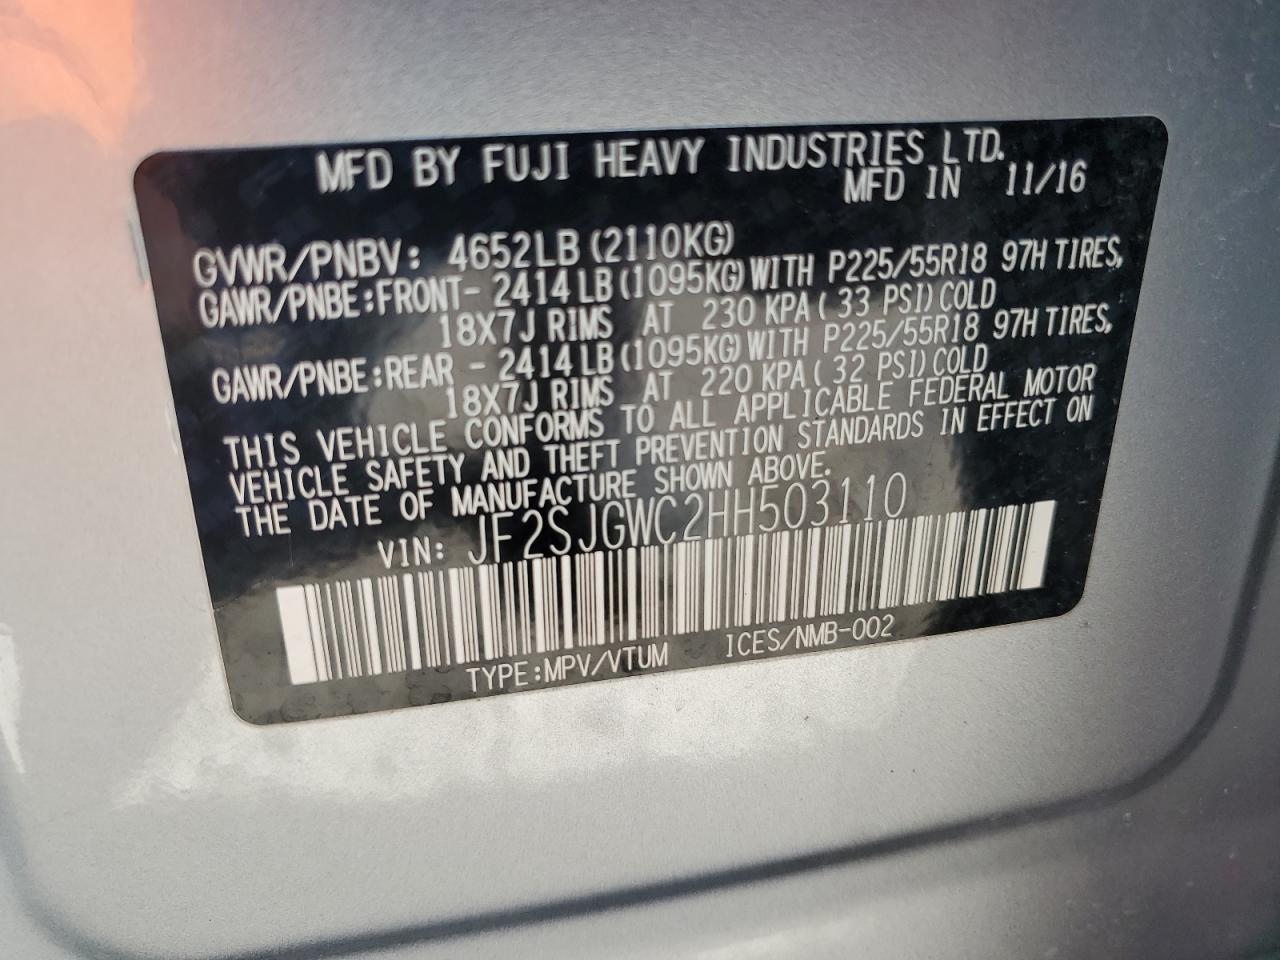 MFD BY FUJI HEAVY INDUSTRIES LTD.
MFD IN 11/16
GVWR/PNBV: 4652LB (2110KG)
GAWR/PNBE:FRONT- 2414 LB (1095KG) WITH P225/55R18 97H TIRES,
18X7J RIMS AT 230 KPA ( 33 PSI) COLD
GAWR/PNBE:REAR - 2414 LB (1095KG) WITH P225/55R18 97H TIRES,
18X7J RIMS AT 220 KPA ( 32 PSI) COLD
THIS VEHICLE CONFORMS TO ALL APPLICABLE FEDERAL MOTOR
VEHICLE SAFETY AND THEFT PREVENTION STANDARDS IN EFFECT ON
THE DATE OF MANUFACTURE SHOWN ABOVE.
VIN: JF2SJGWC2HH503110
TYPE:MPV/VTUM ICES/NMB-002